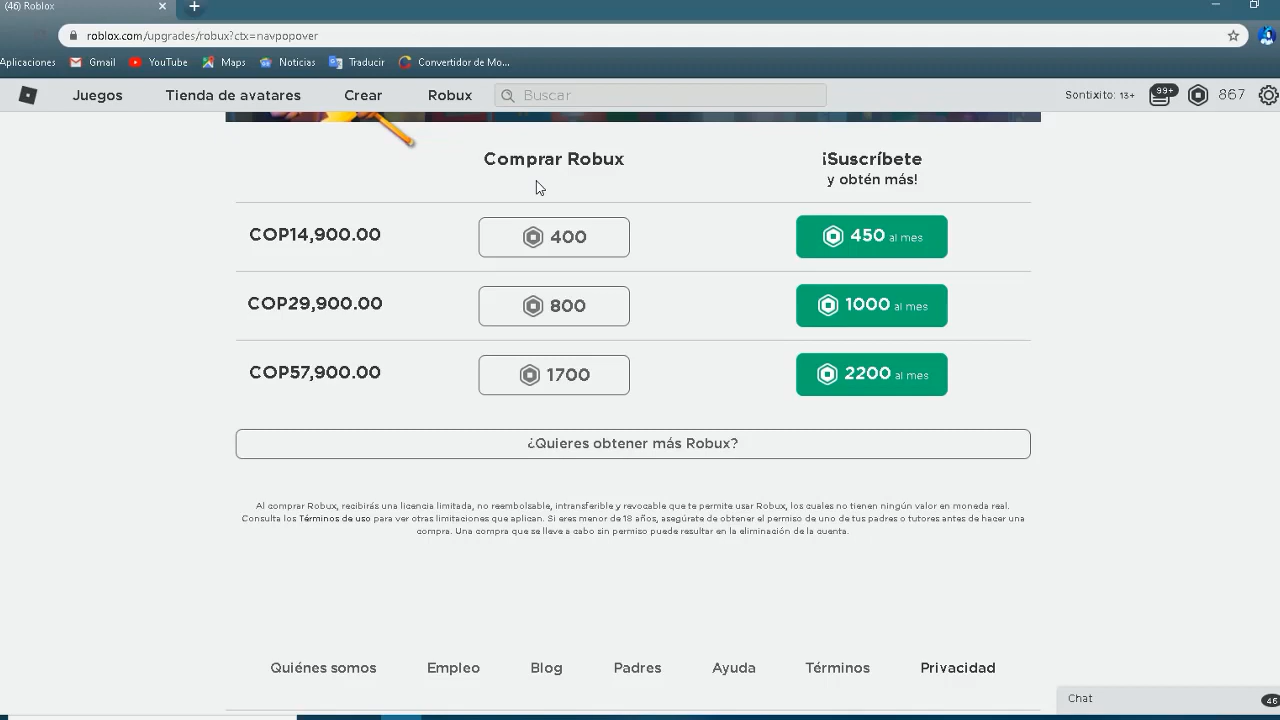 (46) Roblox
roblox.com/upgrades/robux?ctx=navpopover
Aplicaciones Gmail YouTube Maps Noticias Traducir Convertidor de Mo...
Juegos Tienda de avatares Crear Robux Buscar Sontixito: 13+ 99+ 867
Comprar Robux ¡Suscríbete
y obtén más!
COP14,900.00 400 450 al mes
COP29,900.00 800 1000 al mes
COP57,900.00 1700 2200 al mes
¿Quieres obtener más Robux?
Al comprar Robux, recibirás una licencia limitada, no reembolsable, intransferible y revocable que te permite usar Robux, los cuales no tienen ningún valor en moneda real.
Consulta los Términos de uso para ver otras limitaciones que aplican. Si eres menor de 18 años, asegúrate de obtener el permiso de uno de tus padres o tutores antes de hacer una
compra. Una compra que se lleve a cabo sin permiso puede resultar en la eliminación de la cuenta.
Quiénes somos Empleo Blog Padres Ayuda Términos Privacidad
Chat 46